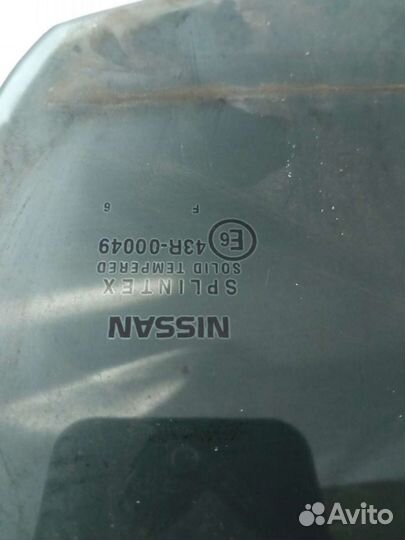 NISSAN
SPLINTEX
SOLID TEMPERED
E6 43R-00049
F
Avito